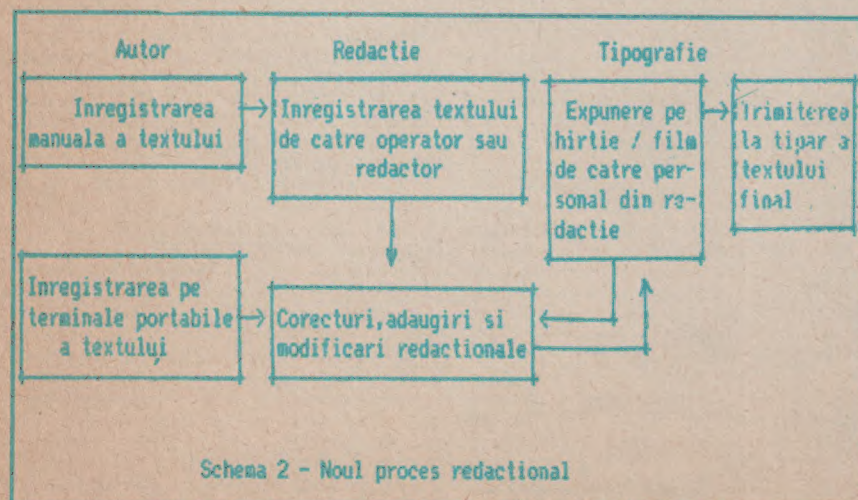 Autor
Redactie
Tipografie
Inregistrarea
manuala a textului
Inregistrarea textului
de catre operator sau
redactor
Expunere pe
hirtie / film
de catre per-
sonal din re-
dactie
Trimiterea
la tipar a
textului
final
Inregistrarea pe
terminale portabile
a textului
Corecturi,adaugiri si
modificari redactionale
Schema 2 - Noul proces redactional